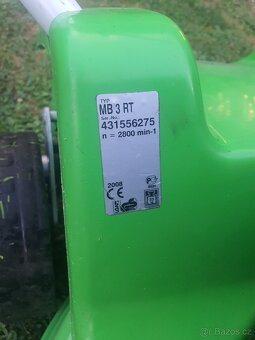 TYP
MB 3 RT
Ser.-No.:
431556275
n = 2800 min-1
2008
CE
© Bazoš.cz